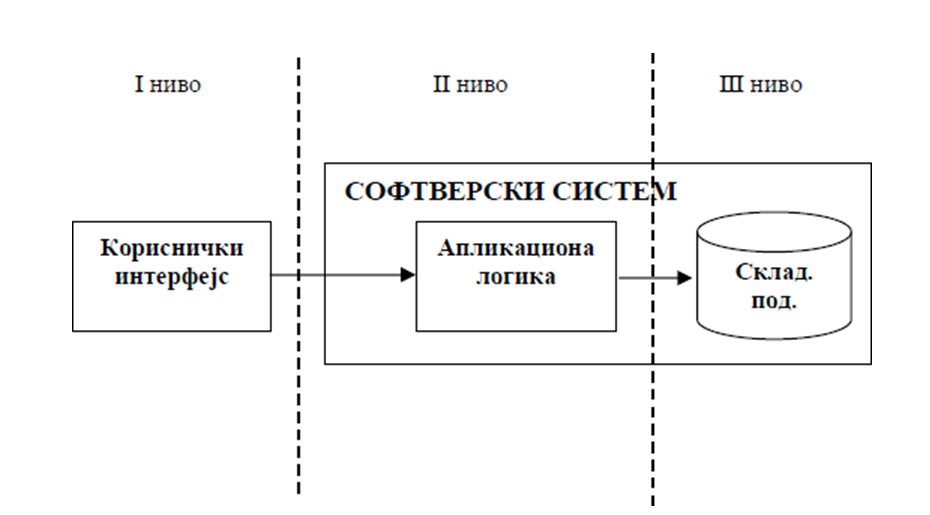 I ниво
II ниво
III ниво
СОФТВЕРСКИ СИСТЕМ
Кориснички
интерфејс
Апликациона
логика
Склад.
под.